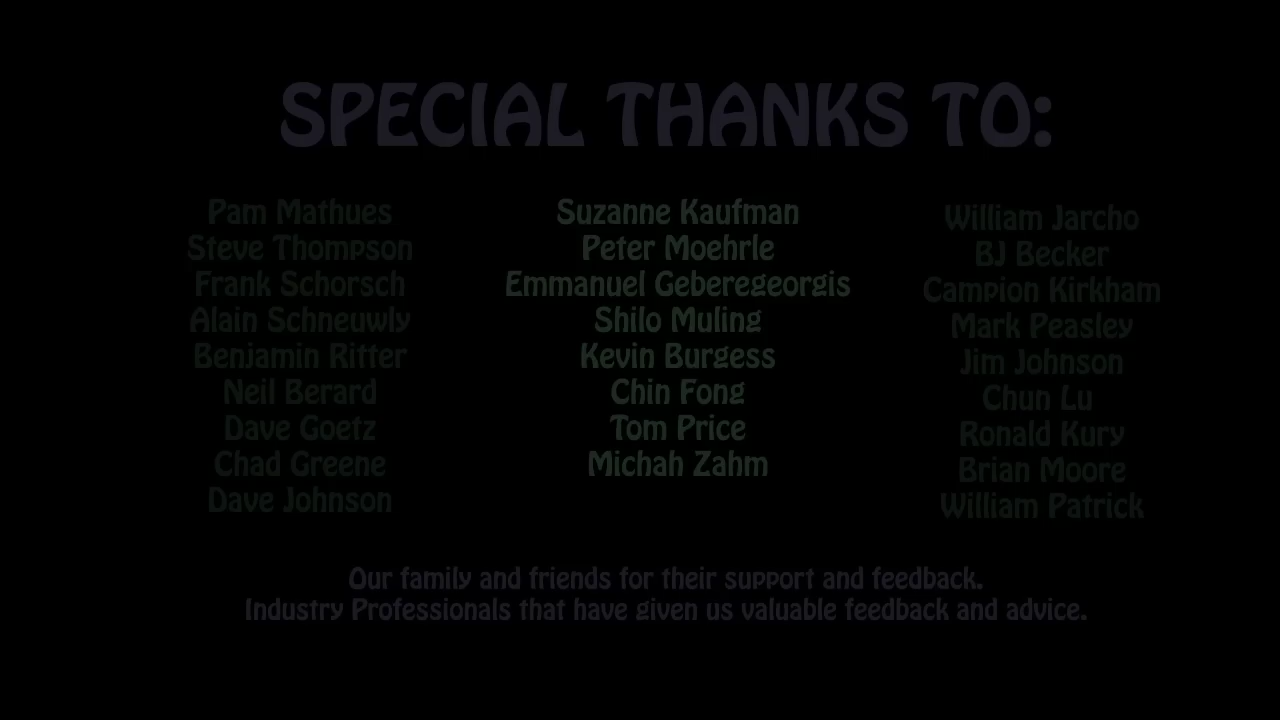 SPECIAL THANKS TO:
Pam Mathues
Steve Thompson
Frank Schorsch
Alain Schneuwly
Benjamin Ritter
Neil Berard
Dave Goetz
Chad Greene
Dave Johnson
Suzanne Kaufman
Peter Moehrle
Emmanuel Geberegeorgis
Shilo Muling
Kevin Burgess
Chin Fong
Tom Price
Michah Zahm
William Jarcho
BJ Becker
Campion Kirkham
Mark Peasley
Jim Johnson
Chun Lu
Ronald Kury
Brian Moore
William Patrick
Our family and friends for their support and feedback.
Industry Professionals that have given us valuable feedback and advice.